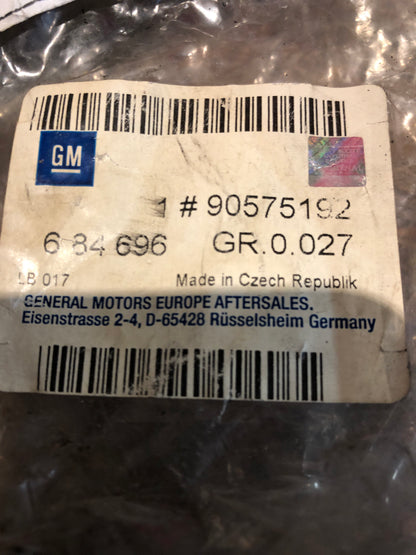 GM
1 # 90575192
6 84 696 GR.0.027
LB 017 Made in Czech Republik
GENERAL MOTORS EUROPE AFTERSALES.
Eisenstrasse 2-4, D-65428 Rüsselsheim Germany